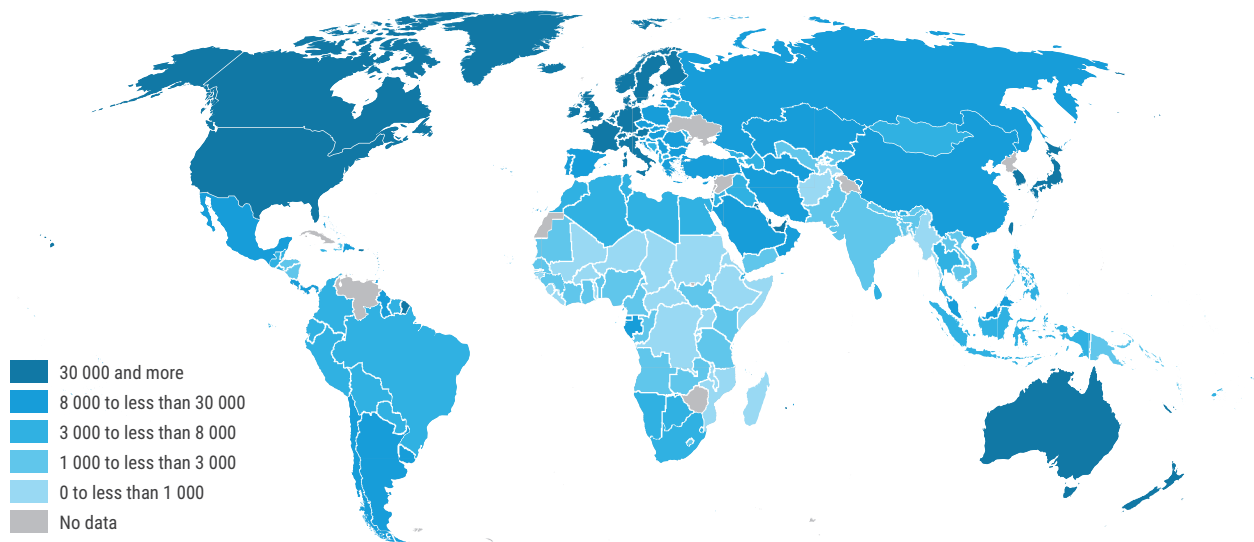 30 000 and more
8 000 to less than 30 000
3 000 to less than 8 000
1 000 to less than 3 000
0 to less than 1 000
No data